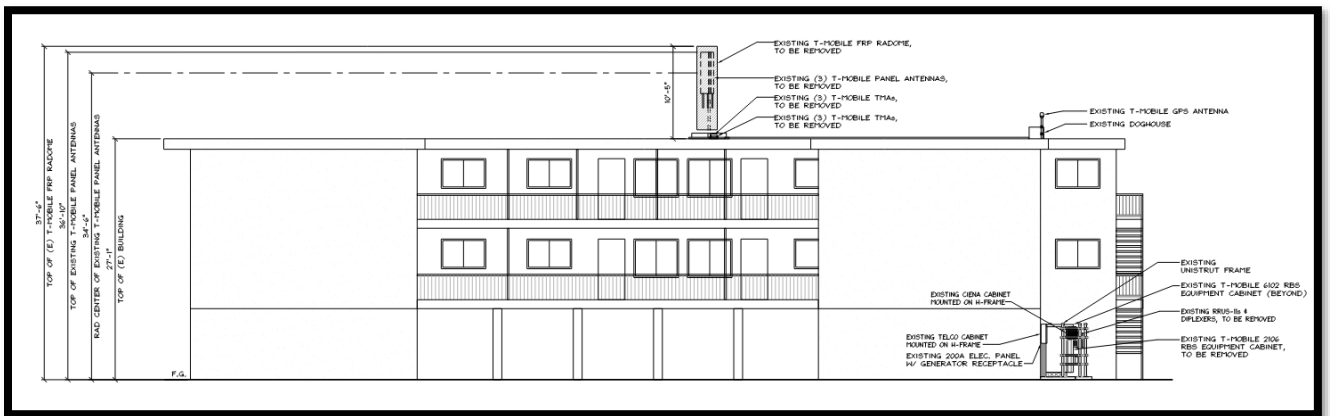 EXISTING T-MOBILE FRP RADOME,
TO BE REMOVED
EXISTING (3) T-MOBILE PANEL ANTENNAS,
TO BE REMOVED
EXISTING (3) T-MOBILE TMAs,
TO BE REMOVED
EXISTING (3) T-MOBILE TMAs,
TO BE REMOVED
10'-5"
EXISTING T-MOBILE GPS ANTENNA
EXISTING DOGHOUSE
37'-6"
TOP OF (E) T-MOBILE FRP RADOME
36'-10"
TOP OF EXISTING T-MOBILE PANEL ANTENNAS
34'-6"
RAD CENTER OF EXISTING T-MOBILE PANEL ANTENNAS
27'-1"
TOP OF (E) BUILDING
F.G.
EXISTING
UNISTRUT FRAME
EXISTING T-MOBILE 6102 RBS
EQUIPMENT CABINET (BEYOND)
EXISTING CIENA CABINET
MOUNTED ON H-FRAME
EXISTING RRUS-11s &
DIPLEXERS, TO BE REMOVED
EXISTING TELCO CABINET
MOUNTED ON H-FRAME
EXISTING T-MOBILE 2106
RBS EQUIPMENT CABINET,
TO BE REMOVED
EXISTING 200A ELEC. PANEL
W/ GENERATOR RECEPTACLE